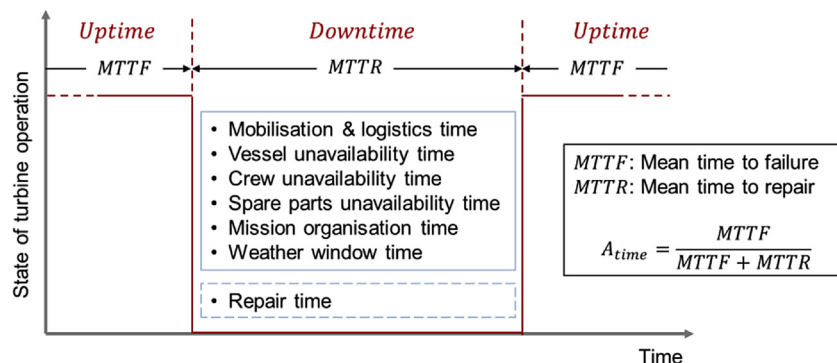 Uptime Downtime Uptime
MTTF MTTR MTTF
• Mobilisation & logistics time
• Vessel unavailability time
• Crew unavailability time
• Spare parts unavailability time
• Mission organisation time
• Weather window time
• Repair time
State of turbine operation
Time
MTTF: Mean time to failure
MTTR: Mean time to repair
A_time = MTTF / (MTTF + MTTR)